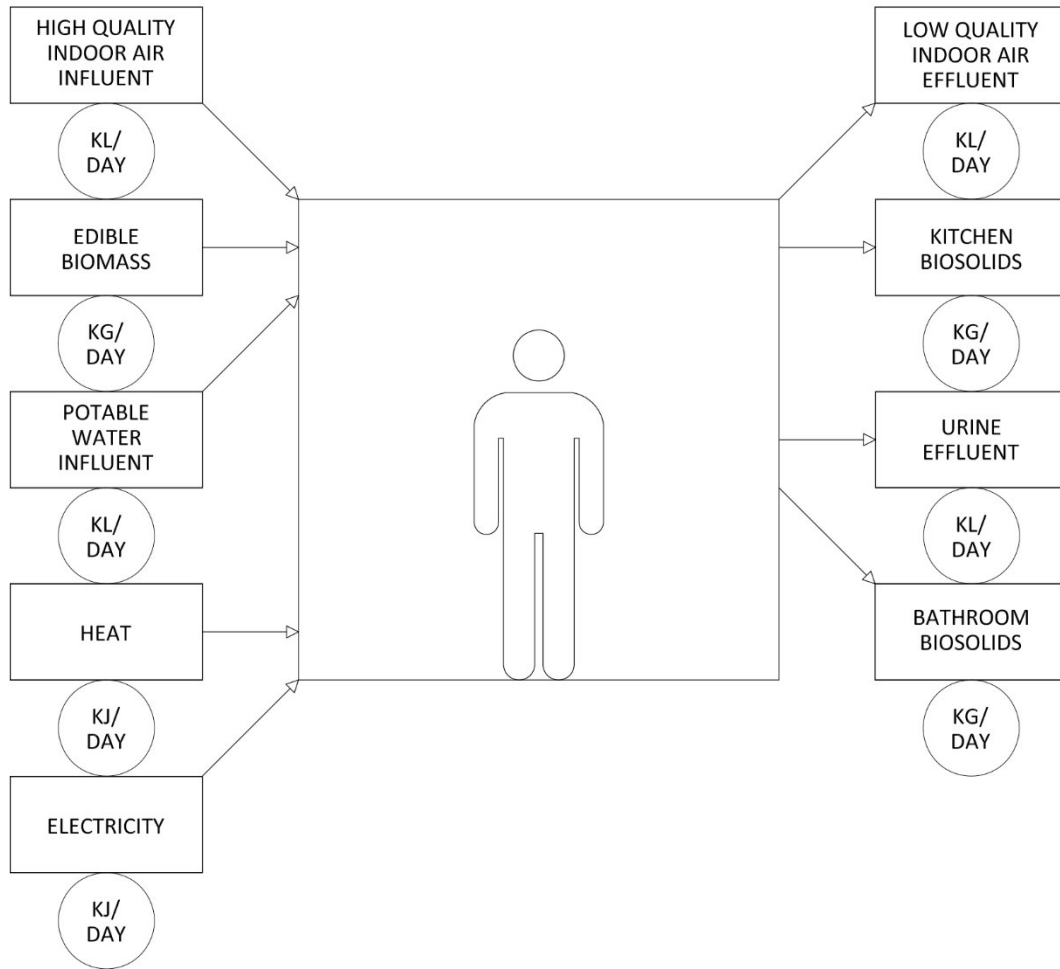 HIGH QUALITY
INDOOR AIR
INFLUENT
KL/
DAY
EDIBLE
BIOMASS
KG/
DAY
POTABLE
WATER
INFLUENT
KL/
DAY
HEAT
KJ/
DAY
ELECTRICITY
KJ/
DAY
LOW QUALITY
INDOOR AIR
EFFLUENT
KL/
DAY
KITCHEN
BIOSOLIDS
KG/
DAY
URINE
EFFLUENT
KL/
DAY
BATHROOM
BIOSOLIDS
KG/
DAY